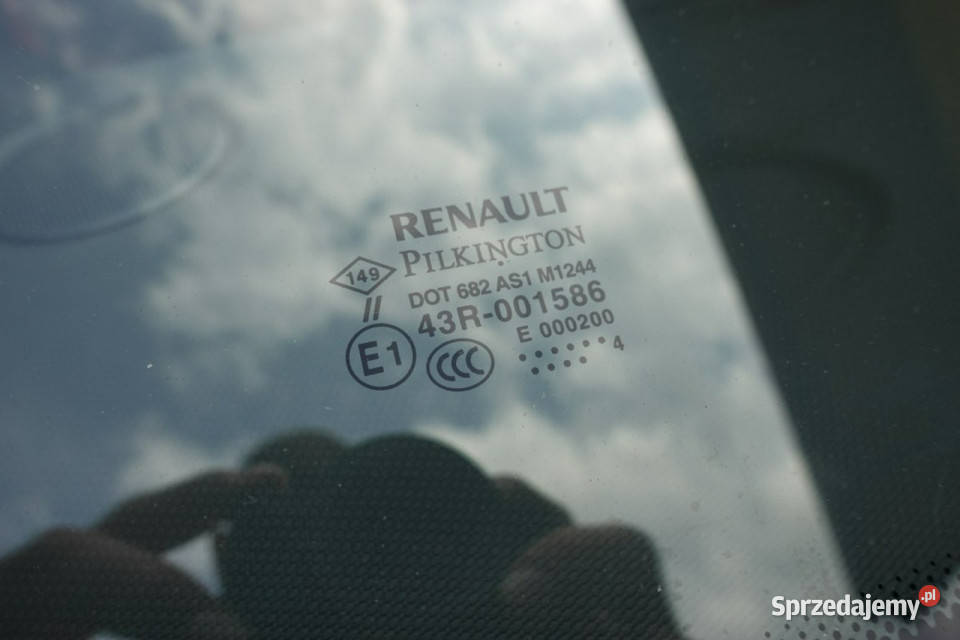 RENAULT
PILKINGTON
149
DOT 682 AS1 M1244
//
43R-001586
E 000200
E1
CCC
4
Sprzedajemy.pl